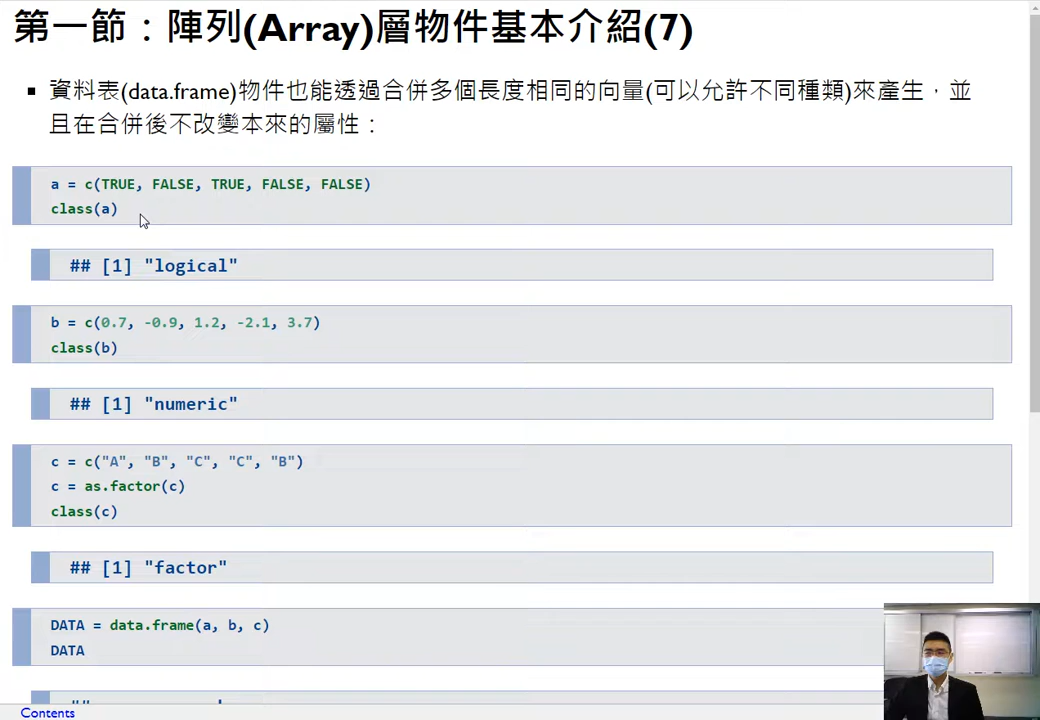 第一節：陣列(Array)層物件基本介紹(7)
資料表(data.frame)物件也能透過合併多個長度相同的向量(可以允許不同種類)來產生，並
且在合併後不改變本來的屬性：
a = c(TRUE, FALSE, TRUE, FALSE, FALSE)
class(a)
## [1] "logical"
b = c(0.7, -0.9, 1.2, -2.1, 3.7)
class(b)
## [1] "numeric"
c = c("A", "B", "C", "C", "B")
c = as.factor(c)
class(c)
## [1] "factor"
DATA = data.frame(a, b, c)
DATA
Contents